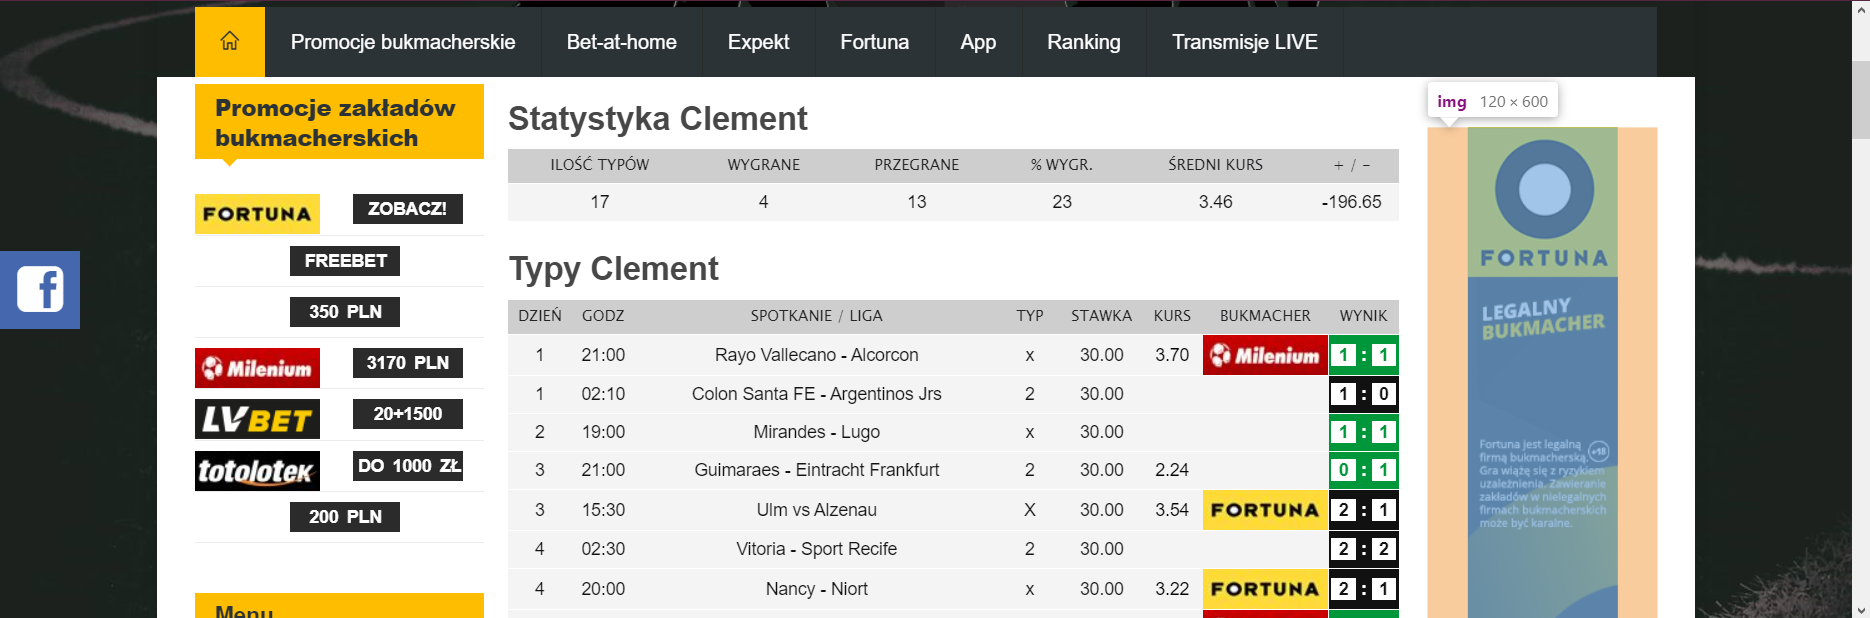 Promocje bukmacherskie Bet-at-home Expekt Fortuna App Ranking Transmisje LIVE
Promocje zakładów
bukmacherskich
FORTUNA ZOBACZ!
FREEBET
350 PLN
Milenium 3170 PLN
LVBET 20+1500
totolotek DO 1000 ZŁ
200 PLN
Menu
Statystyka Clement
ILOŚĆ TYPÓW WYGRANE PRZEGRANE % WYGR. ŚREDNI KURS + / -
17 4 13 23 3.46 -196.65
Typy Clement
DZIEŃ GODZ SPOTKANIE / LIGA TYP STAWKA KURS BUKMACHER WYNIK
1 21:00 Rayo Vallecano - Alcorcon x 30.00 3.70 Milenium 1 : 1
1 02:10 Colon Santa FE - Argentinos Jrs 2 30.00 1 : 0
2 19:00 Mirandes - Lugo x 30.00 1 : 1
3 21:00 Guimaraes - Eintracht Frankfurt 2 30.00 2.24 0 : 1
3 15:30 Ulm vs Alzenau X 30.00 3.54 FORTUNA 2 : 1
4 02:30 Vitoria - Sport Recife 2 30.00 2 : 2
4 20:00 Nancy - Niort x 30.00 3.22 FORTUNA 2 : 1
img 120 × 600
FORTUNA
LEGALNY
BUKMACHER
Fortuna jest legalną
firmą bukmacherską. +18
Gra wiąże się z ryzykiem
uzależnienia. Zawieranie
zakładów w nielegalnych
firmach bukmacherskich
może być karalne.